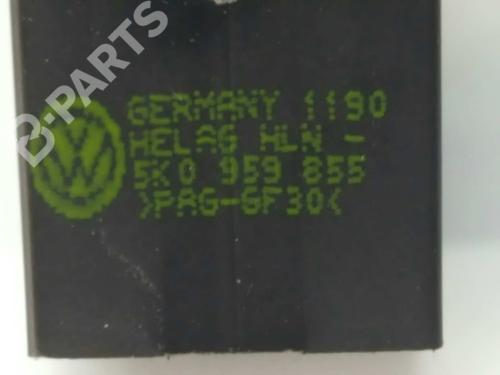 B-PARTS
GERMANY 1190
HELAG HLN -
5K0 959 855
>PAG-GF30<